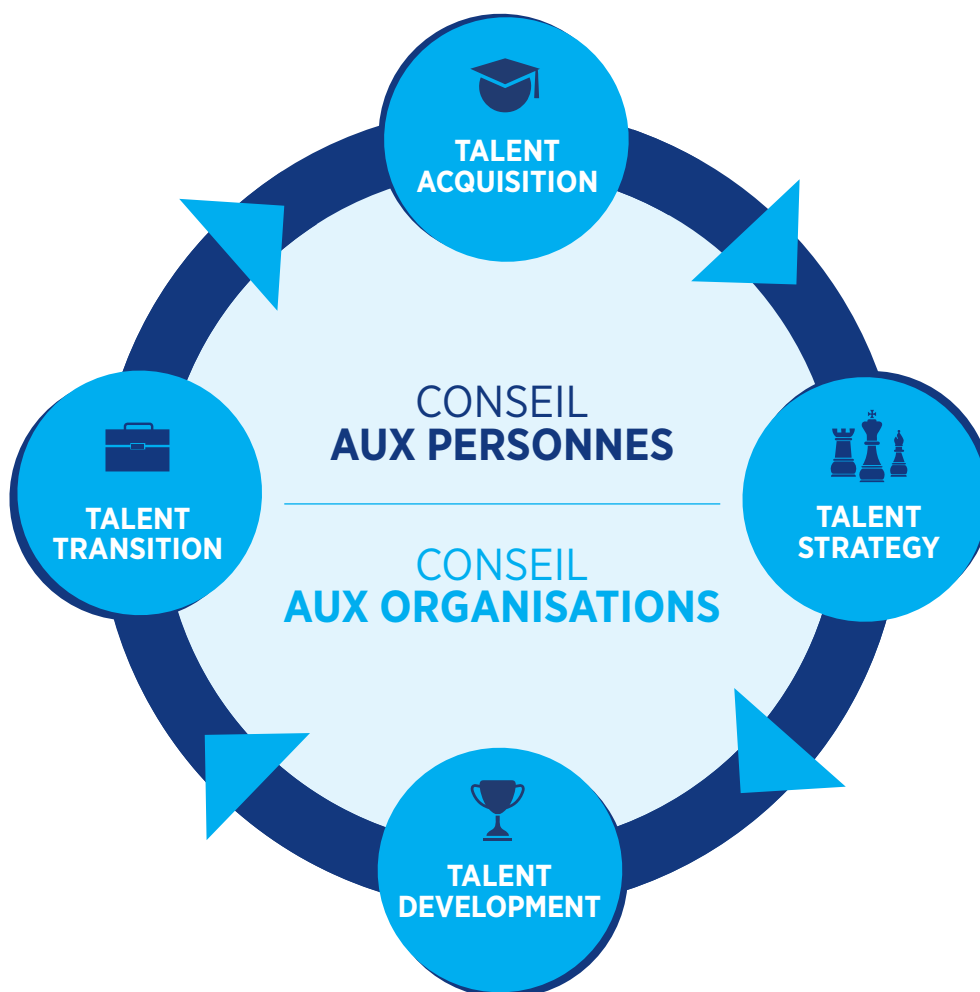 TALENT
ACQUISITION
CONSEIL
AUX PERSONNES
TALENT
TRANSITION
TALENT
STRATEGY
CONSEIL
AUX ORGANISATIONS
TALENT
DEVELOPMENT